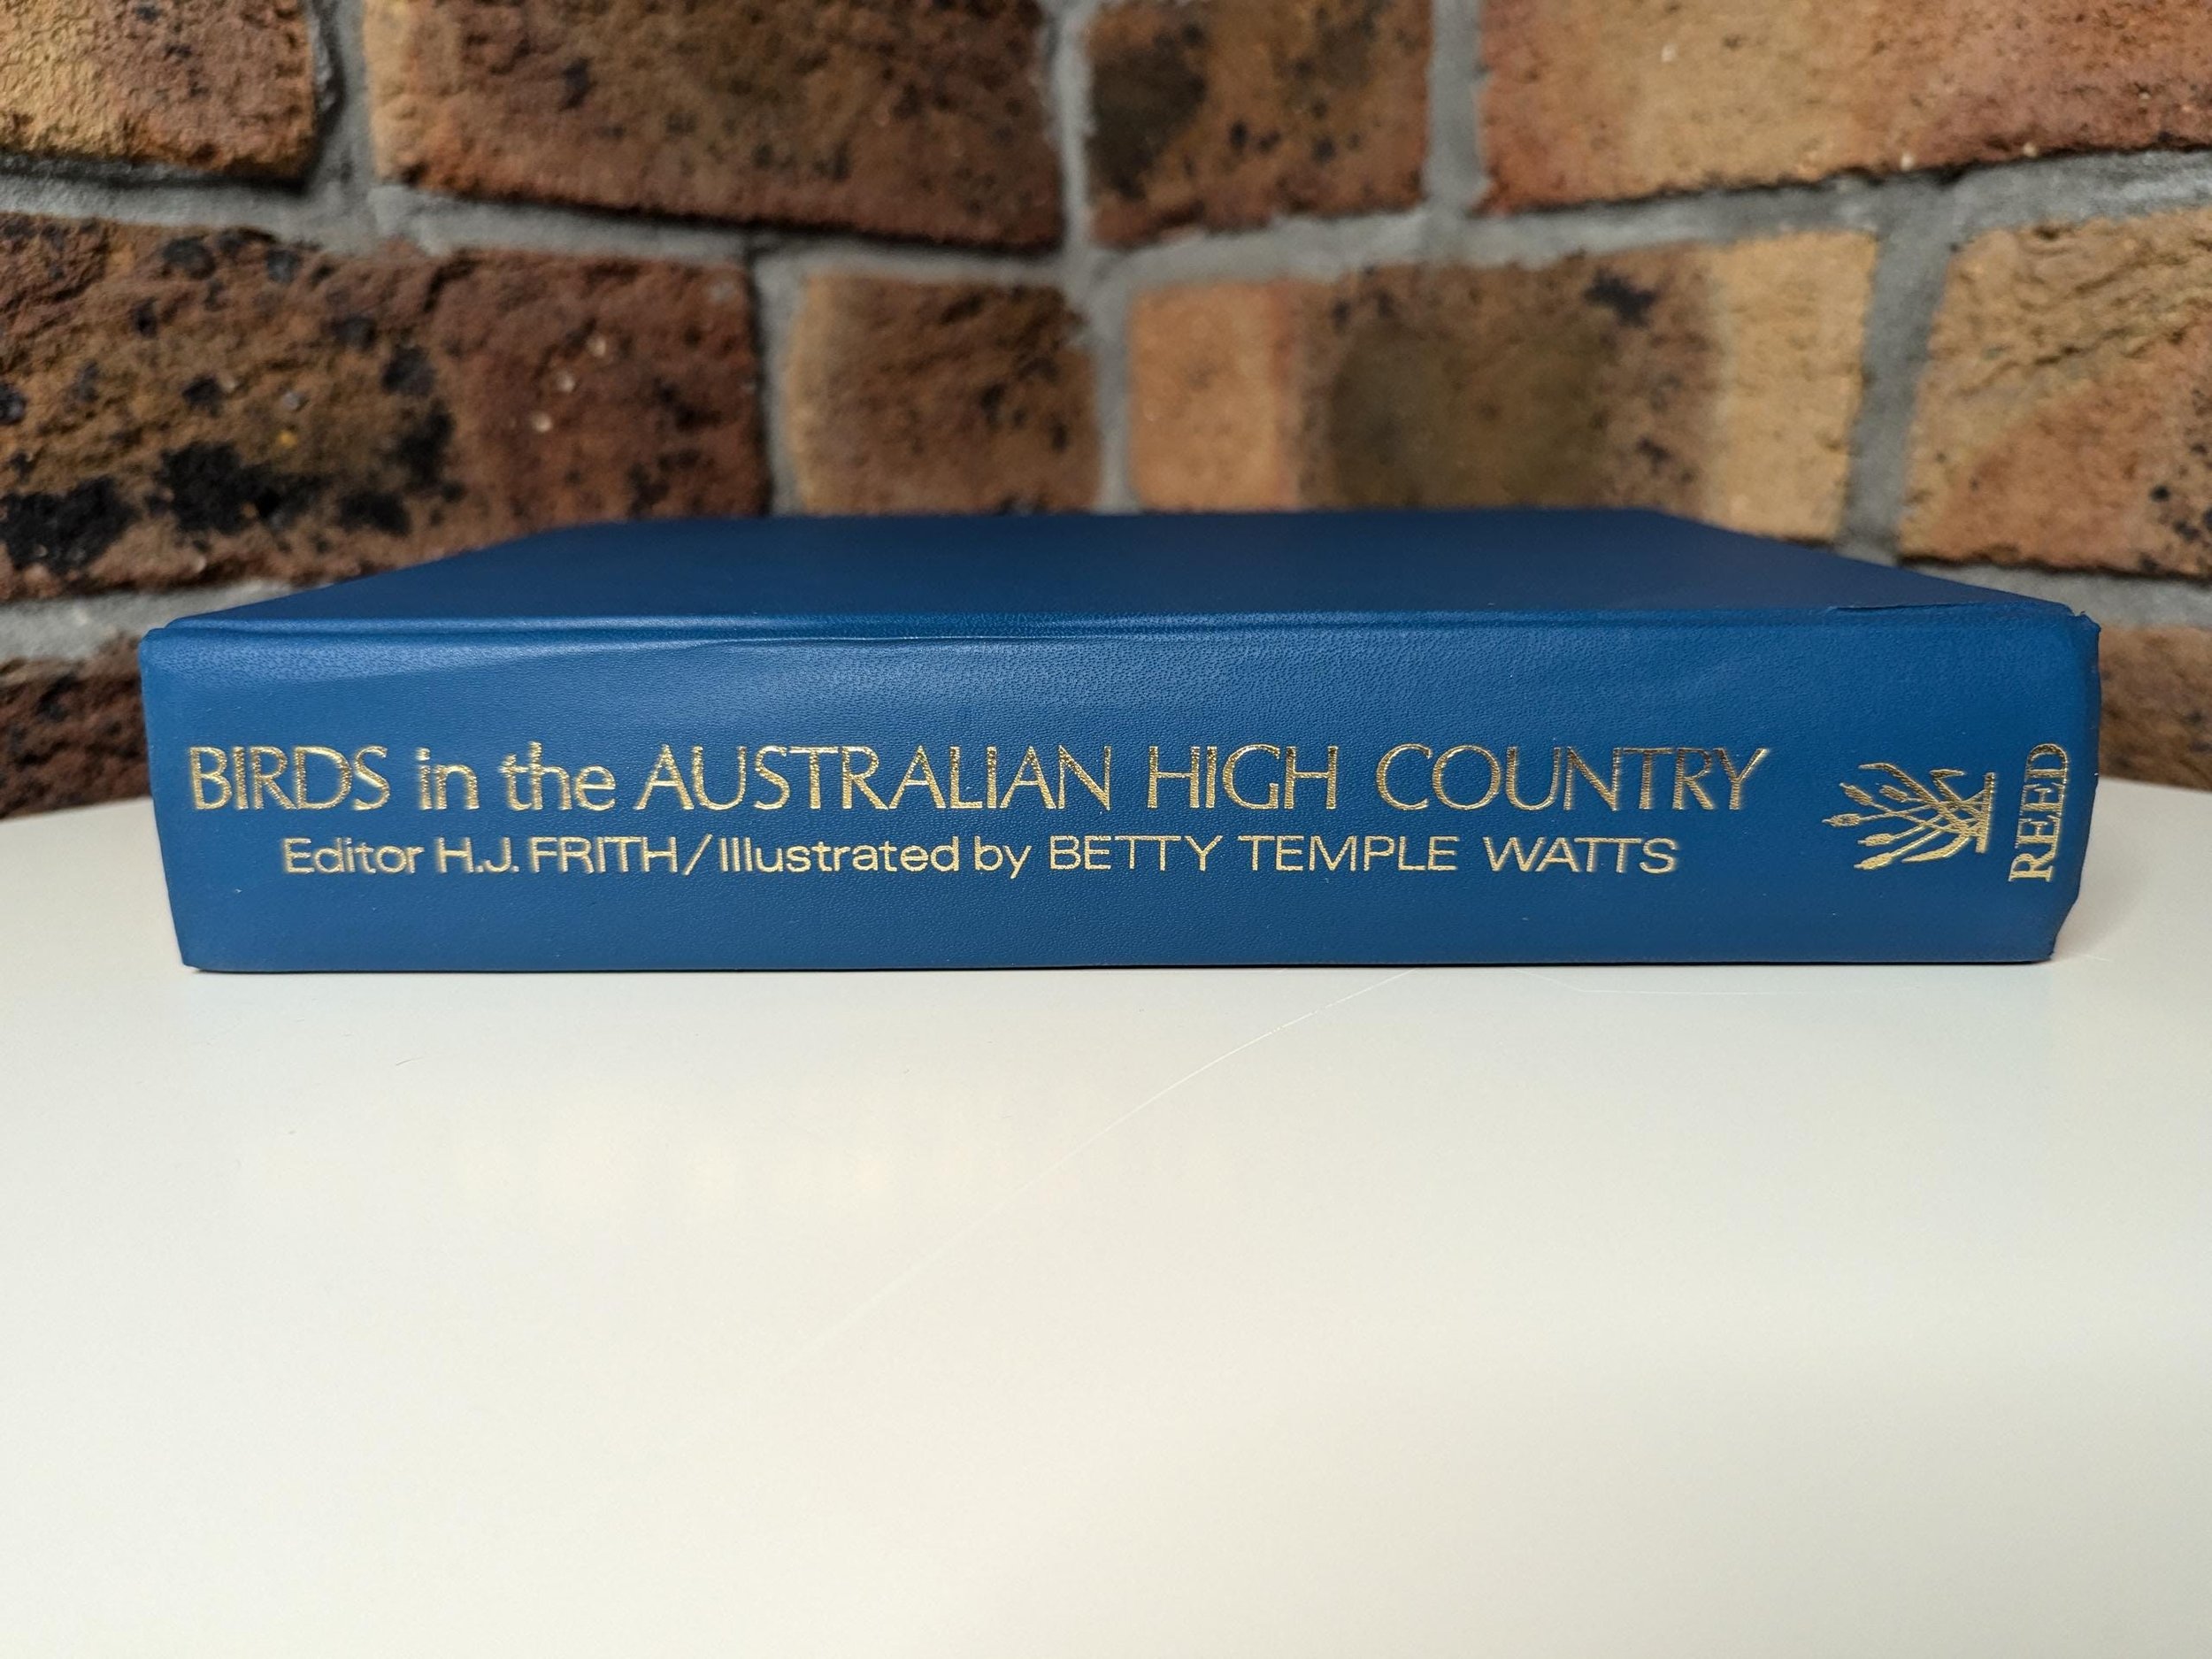 BIRDS in the AUSTRALIAN HIGH COUNTRY
Editor H.J. FRITH/Illustrated by BETTY TEMPLE WATTS
REED